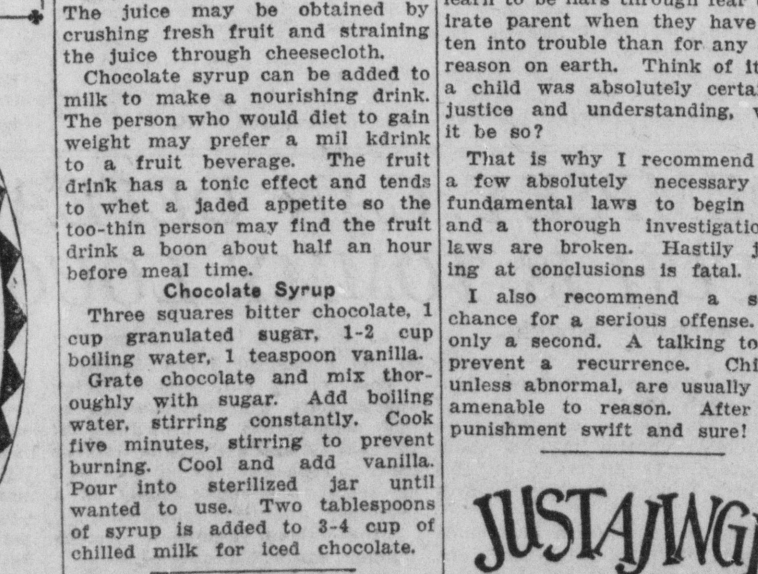 The juice may be obtained by
crushing fresh fruit and straining
the juice through cheesecloth.
Chocolate syrup can be added to
milk to make a nourishing drink.
The person who would diet to gain
weight may prefer a mil kdrink
to a fruit beverage. The fruit
drink has a tonic effect and tends
to whet a jaded appetite so the
too-thin person may find the fruit
drink a boon about half an hour
before meal time.
Chocolate Syrup
Three squares bitter chocolate, 1
cup granulated sugar, 1-2 cup
boiling water, 1 teaspoon vanilla.
Grate chocolate and mix thor-
oughly with sugar. Add boiling
water, stirring constantly. Cook
five minutes, stirring to prevent
burning. Cool and add vanilla.
Pour into sterilized jar until
wanted to use. Two tablespoons
of syrup is added to 3-4 cup of
chilled milk for iced chocolate.
irate parent when they have
ten into trouble than for any
reason on earth. Think of
a child was absolutely
justice and understanding,
it be so?
That is why I recommend
a few absolutely necessary
fundamental laws to begin
and a thorough
laws are broken. Hastily
ing at conclusions is fatal.
I also recommend a
chance for a serious offense.
only a second. A talking to
prevent a recurrence.
unless abnormal, are usually
amenable to reason. After
punishment swift and sure!